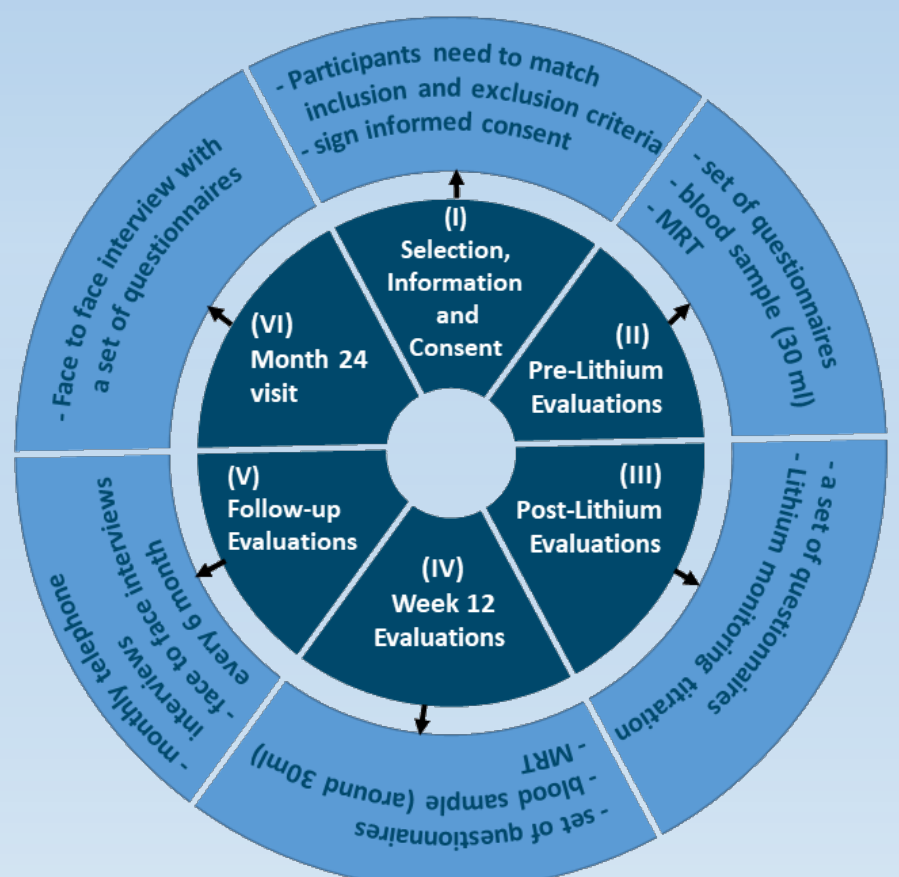 - Participants need to match
inclusion and exclusion criteria
- sign informed consent
(I)
Selection,
Information
and
Consent
- set of questionnaires
- blood sample (30 ml)
- MRT
(II)
Pre-Lithium
Evaluations
- a set of questionnaires
- Lithium monitoring titration
(III)
Post-Lithium
Evaluations
- set of questionnaires
- blood sample (around 30ml)
- MRT
(IV)
Week 12
Evaluations
- monthly telephone
interviews
- face to face interviews
every 6 month
(V)
Follow-up
Evaluations
- Face to face interview with
a set of questionnaires
(VI)
Month 24
visit